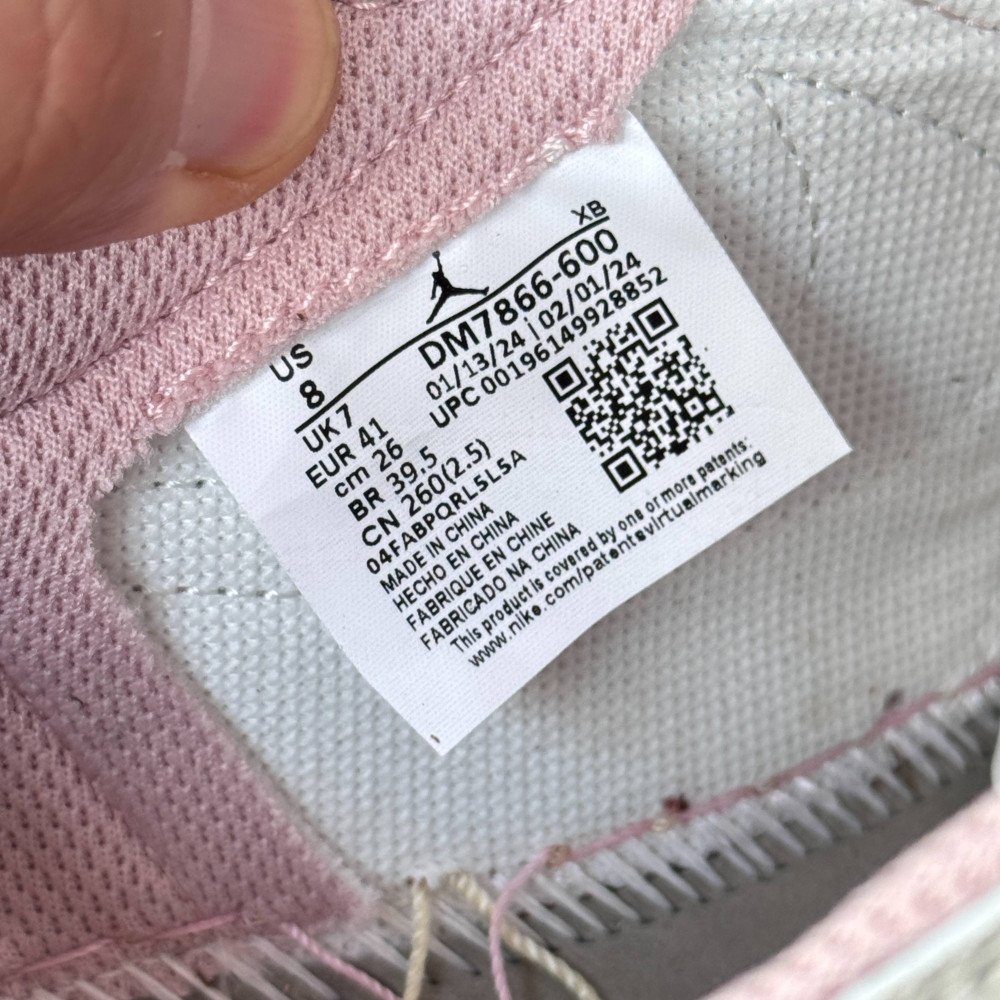 XB
US
8
DM7866-600
UK 7
01/13/24 | 02/01/24
EUR 41
UPC 00196149928852
cm 26
BR 39.5
CN 260(2.5)
04FABPQRL5L5A
MADE IN CHINA
HECHO EN CHINA
FABRIQUE EN CHINE
FABRICADO NA CHINA
This product is covered by one or more patents:
www.nike.com/patentsvirtualmarking